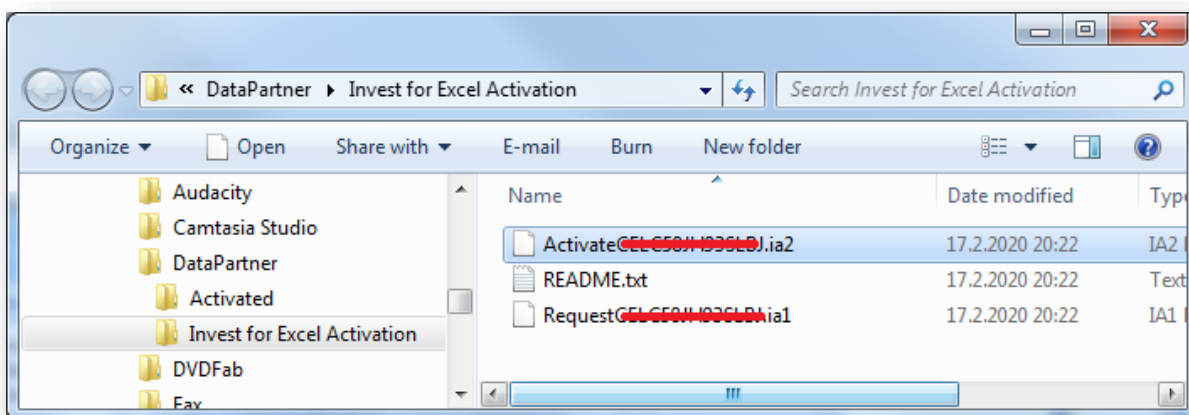 « DataPartner ▸ Invest for Excel Activation
Search Invest for Excel Activation
Organize Open Share with E-mail Burn New folder
Audacity
Camtasia Studio
DataPartner
Activated
Invest for Excel Activation
DVDFab
Fax
Name Date modified
.ia2 17.2.2020 20:22 IA2
README.txt 17.2.2020 20:22 Text
.ia1 17.2.2020 20:22 IA1